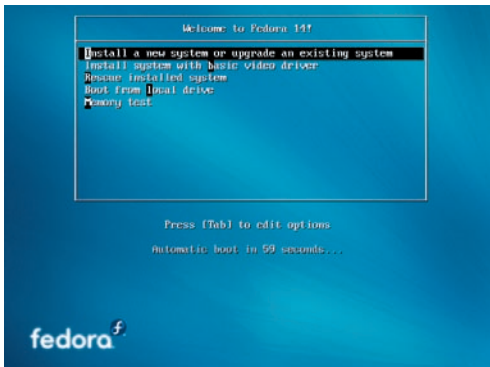 Welcome to Fedora 14!
Install a new system or upgrade an existing system
Install system with basic video driver
Rescue installed system
Boot from local drive
Memory test
Press [Tab] to edit options
Automatic boot in 59 seconds...
fedora